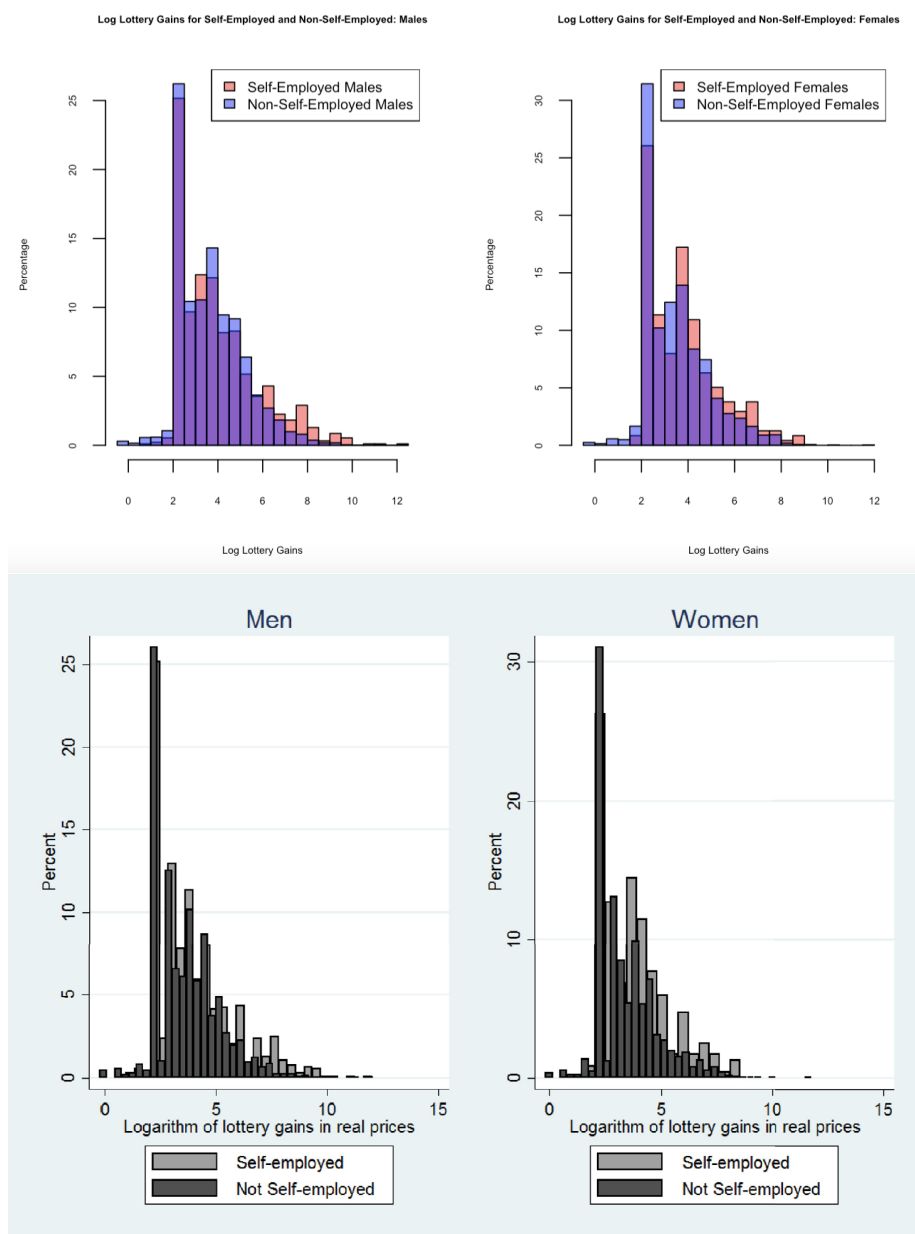 Log Lottery Gains for Self-Employed and Non-Self-Employed: Males
Self-Employed Males
Non-Self-Employed Males
Percentage
25
20
15
10
5
0
0 2 4 6 8 10 12
Log Lottery Gains
Log Lottery Gains for Self-Employed and Non-Self-Employed: Females
Self-Employed Females
Non-Self-Employed Females
Percentage
30
25
20
15
10
5
0
0 2 4 6 8 10 12
Log Lottery Gains
Men
Percent
25
20
15
10
5
0
0 5 10 15
Logarithm of lottery gains in real prices
Self-employed
Not Self-employed
Women
Percent
30
20
10
0
0 5 10 15
Logarithm of lottery gains in real prices
Self-employed
Not Self-employed